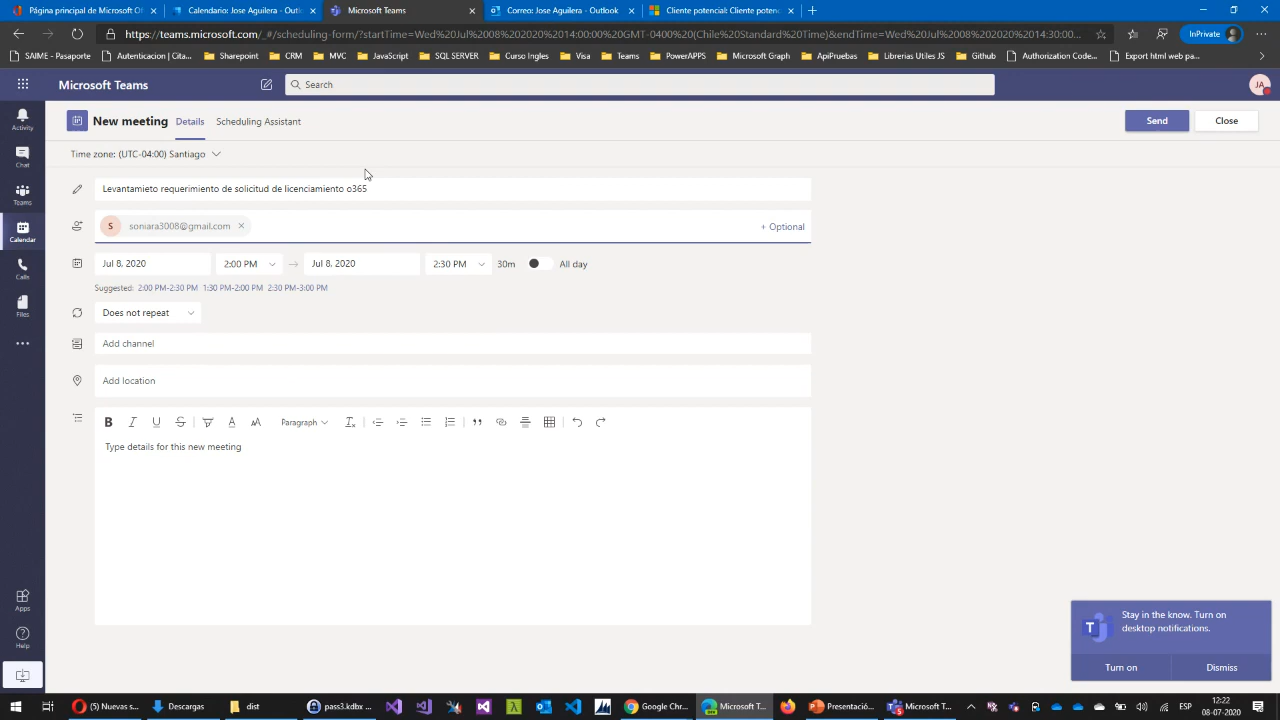 Página principal de Microsoft Of
Calendario: Jose Aguilera - Outlo
Microsoft Teams
Correo: Jose Aguilera - Outlook
Cliente potencial: Cliente potenc
https://teams.microsoft.com/_#/scheduling-form/?startTime=Wed%20Jul%2008%202020%2014:00:00%20GMT-0400%20(Chile%20Standard%20Time)&endTime=Wed%20Jul%2008%202020%2014:30:00...
InPrivate
SAIME - Pasaporte
Autenticacion | Cita...
Sharepoint
CRM
MVC
JavaScript
SQL SERVER
Curso Ingles
Visa
Teams
PowerAPPS
Microsoft Graph
ApiPruebas
Librerias Utiles JS
Github
Authorization Code...
Export html web pa...
Microsoft Teams
Search
JA
Activity
Chat
Teams
Calendar
Calls
Files
Apps
Help
New meeting
Details
Scheduling Assistant
Send
Close
Time zone: (UTC-04:00) Santiago
Levantamieto requerimiento de solicitud de licenciamiento o365
S
soniara3008@gmail.com
+ Optional
Jul 8, 2020
2:00 PM
Jul 8, 2020
2:30 PM
30m
All day
Suggested: 2:00 PM-2:30 PM 1:30 PM-2:00 PM 2:30 PM-3:00 PM
Does not repeat
Add channel
Add location
B I U S A AA Paragraph
Type details for this new meeting
Stay in the know. Turn on
desktop notifications.
Turn on
Dismiss
(5) Nuevas s...
Descargas
dist
pass3.kdbx ...
Google Chr...
Microsoft T...
Presentació...
Microsoft T...
ESP
12:22
08-07-2020